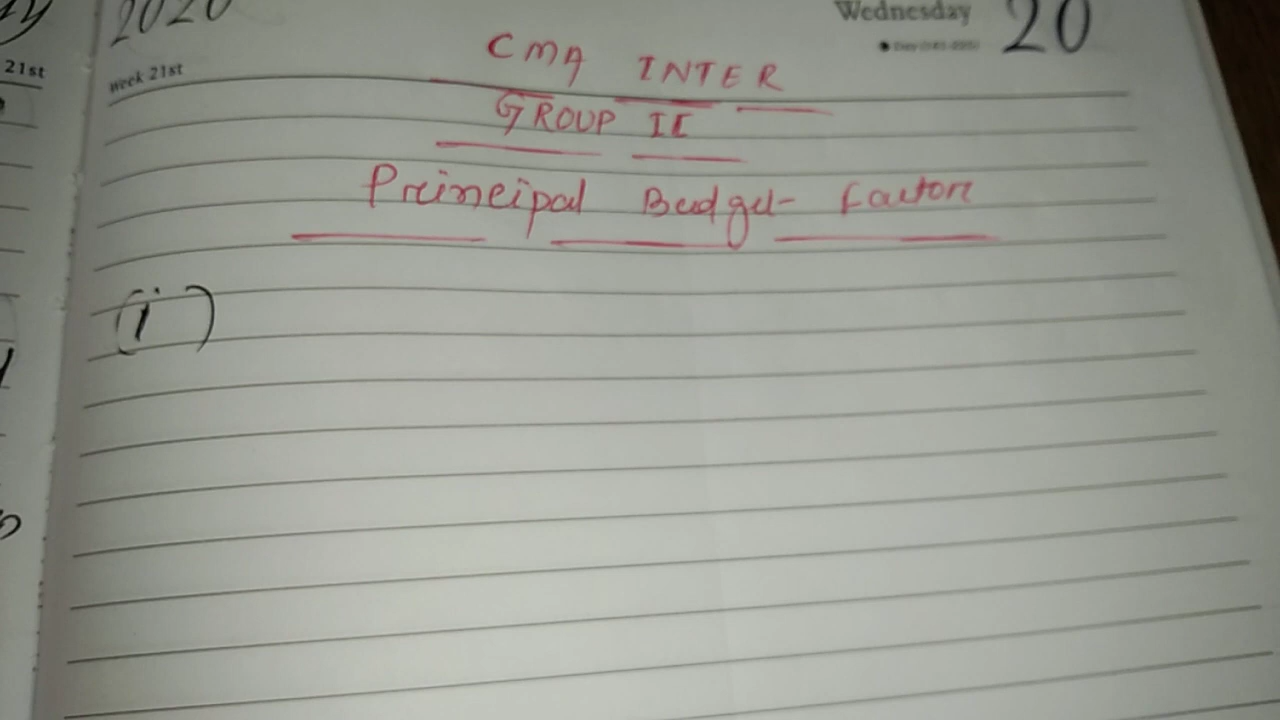 2020
Wednesday 20
21st
Week 21st
CMA INTER
GROUP II
Principal Budget Factor
(i)